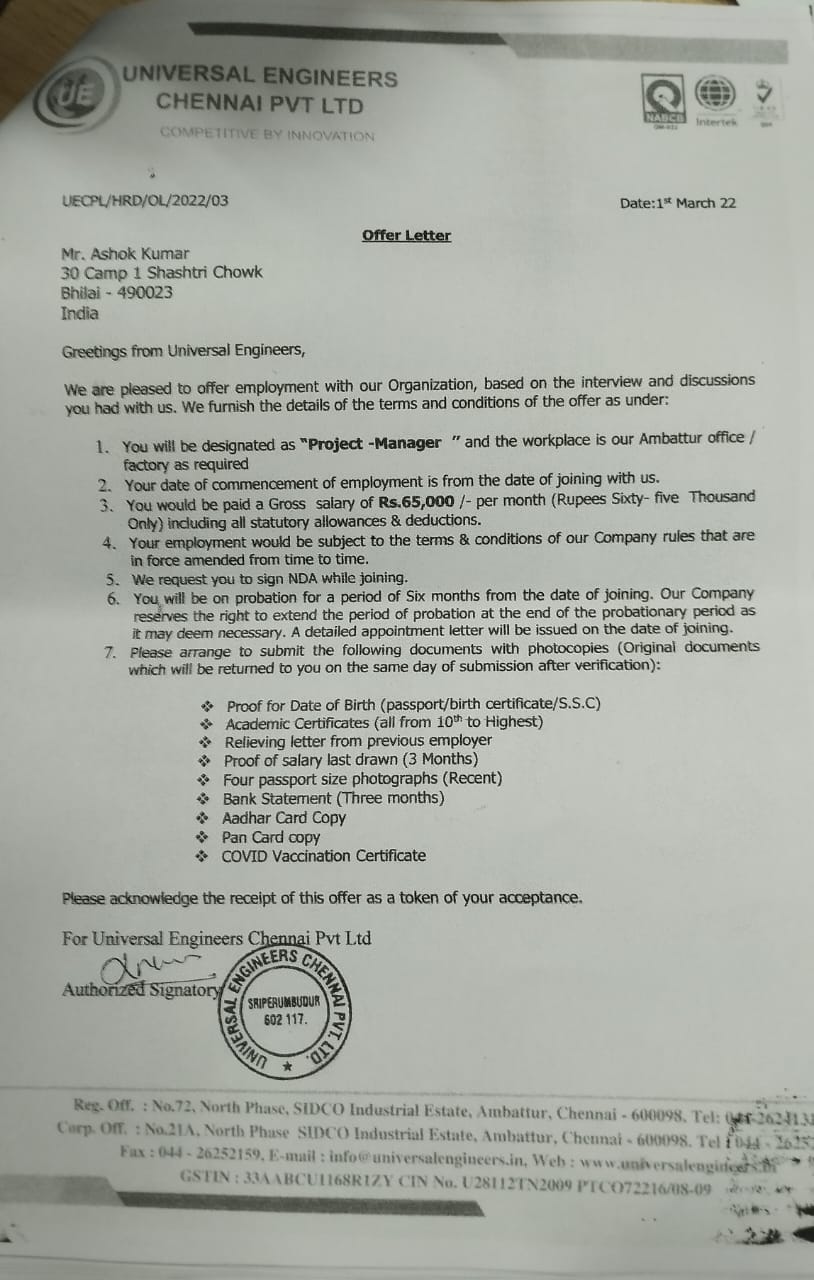 UE
UNIVERSAL ENGINEERS
CHENNAI PVT LTD
COMPETITIVE BY INNOVATION
NABCB
Intertek
UECPL/HRD/OL/2022/03
Date:1st March 22
Offer Letter
Mr. Ashok Kumar
30 Camp 1 Shashtri Chowk
Bhilai - 490023
India
Greetings from Universal Engineers,
We are pleased to offer employment with our Organization, based on the interview and discussions
you had with us. We furnish the details of the terms and conditions of the offer as under:
1. You will be designated as "Project -Manager " and the workplace is our Ambattur office /
factory as required
2. Your date of commencement of employment is from the date of joining with us.
3. You would be paid a Gross salary of Rs.65,000 /- per month (Rupees Sixty- five Thousand
Only) including all statutory allowances & deductions.
4. Your employment would be subject to the terms & conditions of our Company rules that are
in force amended from time to time.
5. We request you to sign NDA while joining.
6. You will be on probation for a period of Six months from the date of joining. Our Company
reserves the right to extend the period of probation at the end of the probationary period as
it may deem necessary. A detailed appointment letter will be issued on the date of joining.
7. Please arrange to submit the following documents with photocopies (Original documents
which will be returned to you on the same day of submission after verification):
❖ Proof for Date of Birth (passport/birth certificate/S.S.C)
❖ Academic Certificates (all from 10th to Highest)
❖ Relieving letter from previous employer
❖ Proof of salary last drawn (3 Months)
❖ Four passport size photographs (Recent)
❖ Bank Statement (Three months)
❖ Aadhar Card Copy
❖ Pan Card copy
❖ COVID Vaccination Certificate
Please acknowledge the receipt of this offer as a token of your acceptance.
For Universal Engineers Chennai Pvt Ltd
Authorized Signatory
UNIVERSAL ENGINEERS CHENNAI PVT. LTD.
SRIPERUMBUDUR
602 117.
Reg. Off. : No.72, North Phase, SIDCO Industrial Estate, Ambattur, Chennai - 600098. Tel:
Corp. Off. : No.21A, North Phase SIDCO Industrial Estate, Ambattur, Chennai - 600098. Tel : 044 -
Fax : 044 - 26252159, E-mail : info@universalengineers.in, Web : www.universalengineers.in
GSTIN : 33AABCU1168R1ZY CIN No. U28112TN2009 PTCO72216/08-09